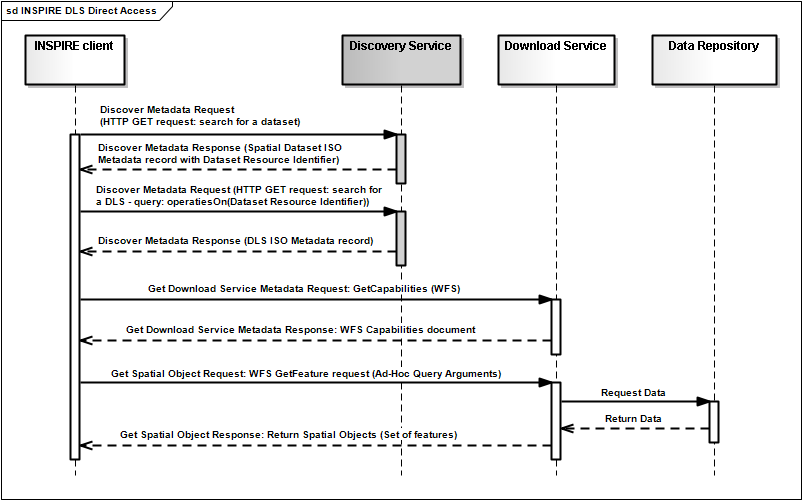 sd INSPIRE DLS Direct Access
INSPIRE client
Discovery Service
Download Service
Data Repository
Discover Metadata Request
(HTTP GET request: search for a dataset)
Discover Metadata Response (Spatial Dataset ISO
Metadata record with Dataset Resource Identifier)
Discover Metadata Request (HTTP GET request: search for
a DLS - query: operatiesOn(Dataset Resource Identifier))
Discover Metadata Response (DLS ISO Metadata record)
Get Download Service Metadata Request: GetCapabilities (WFS)
Get Download Service Metadata Response: WFS Capabilities document
Get Spatial Object Request: WFS GetFeature request (Ad-Hoc Query Arguments)
Request Data
Return Data
Get Spatial Object Response: Return Spatial Objects (Set of features)